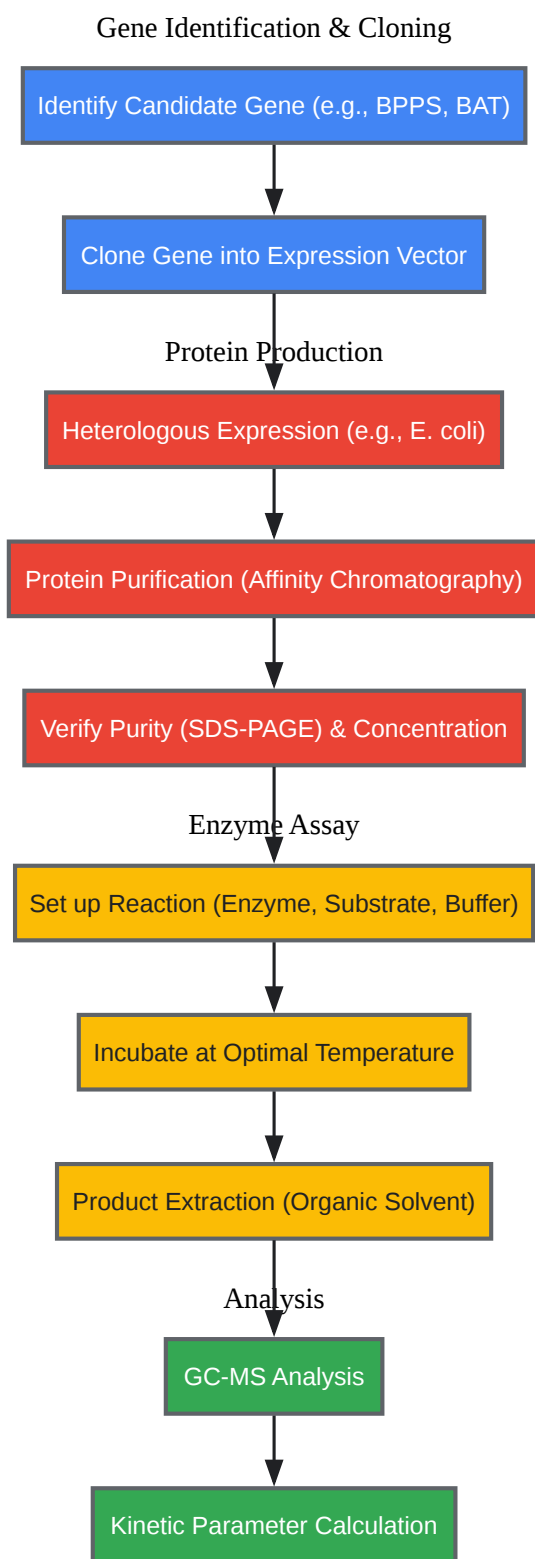 Gene Identification & Cloning
Identify Candidate Gene (e.g., BPPS, BAT)
Clone Gene into Expression Vector
Protein Production
Heterologous Expression (e.g., E. coli)
Protein Purification (Affinity Chromatography)
Verify Purity (SDS-PAGE) & Concentration
Enzyme Assay
Set up Reaction (Enzyme, Substrate, Buffer)
Incubate at Optimal Temperature
Product Extraction (Organic Solvent)
Analysis
GC-MS Analysis
Kinetic Parameter Calculation